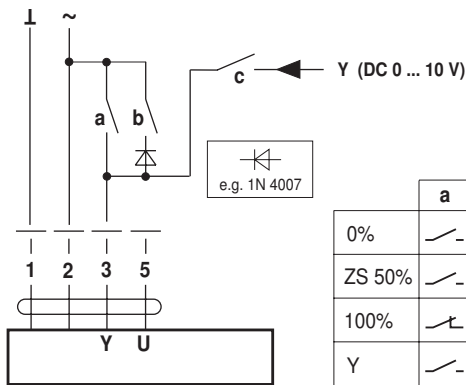 ⊥ ~
a b c Y (DC 0 ... 10 V)
e.g. 1N 4007
1 2 3 5
Y U
a
0%
ZS 50%
100%
Y